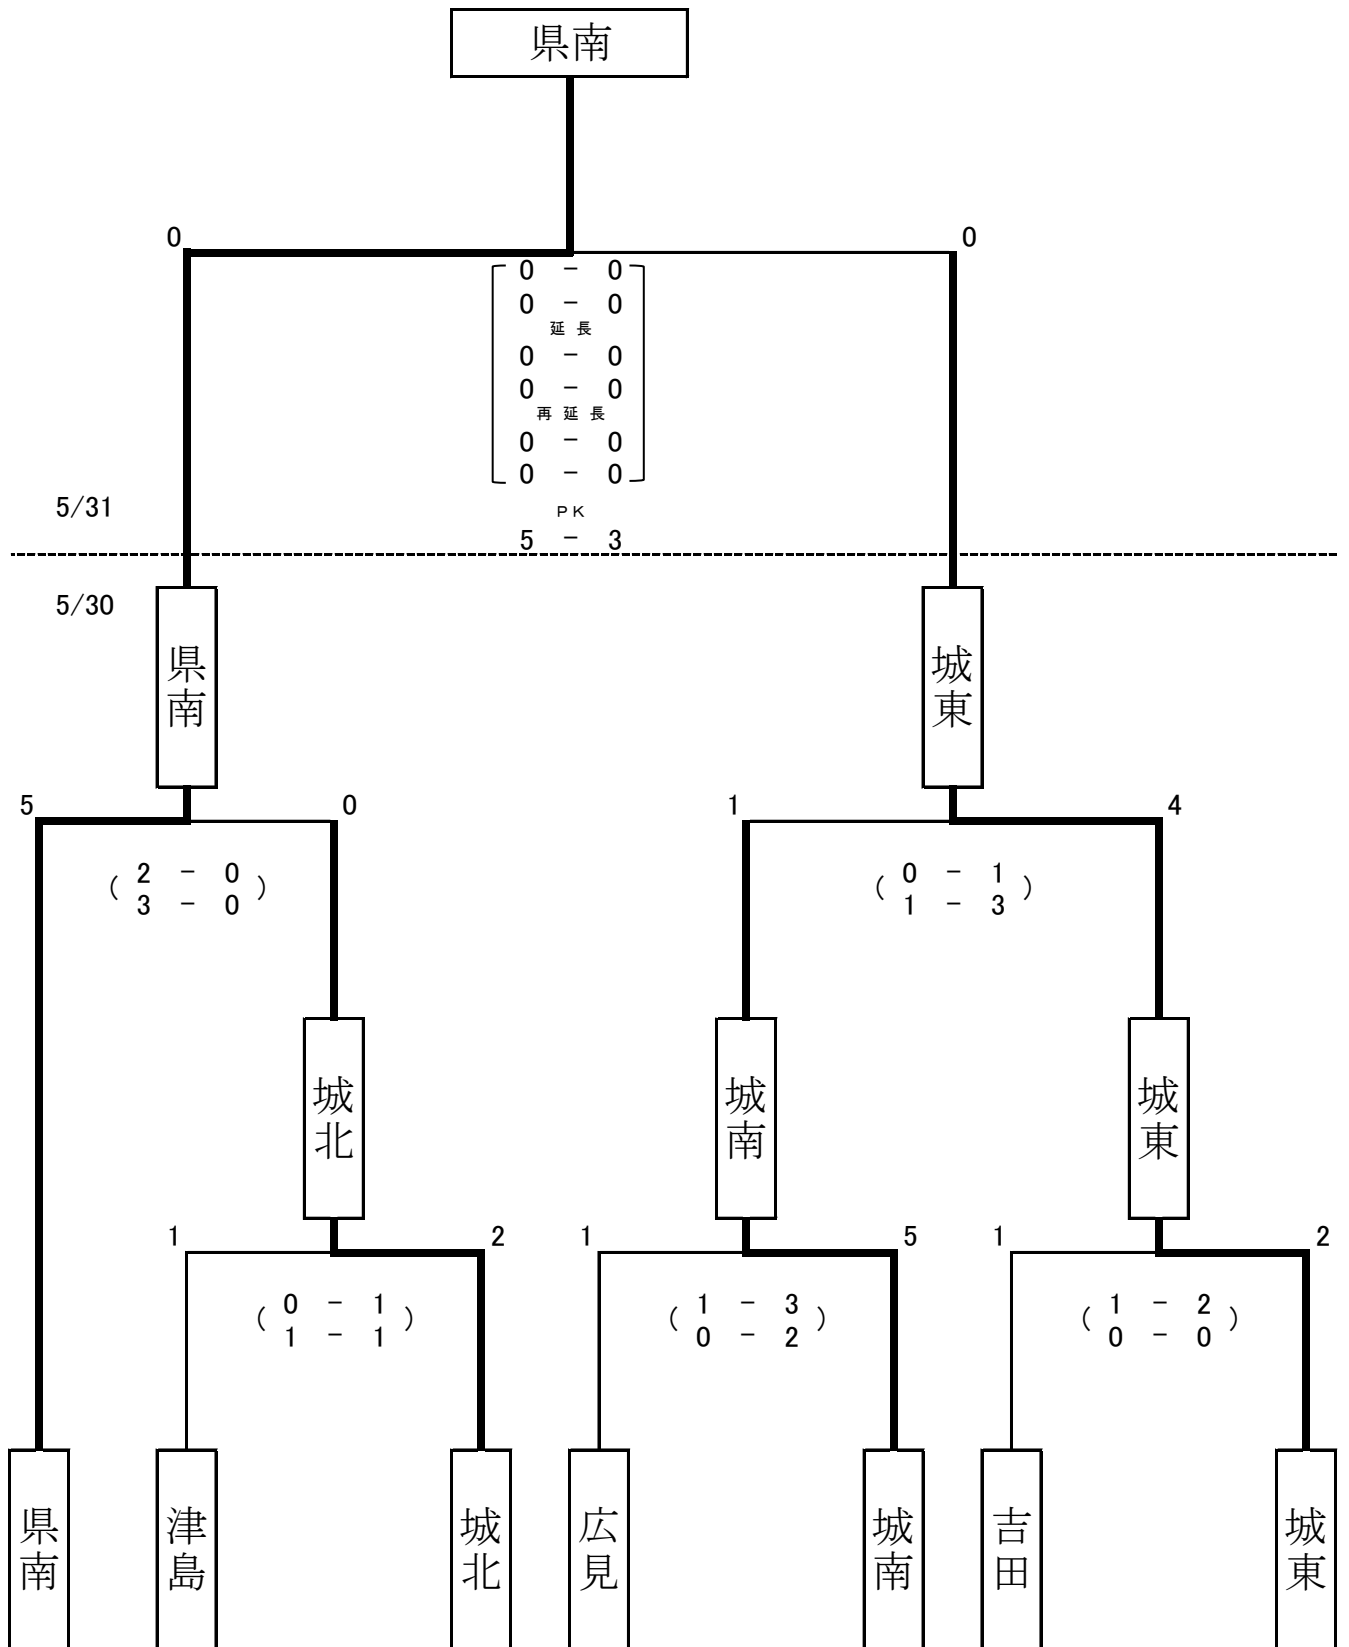 県南
0 0
0 － 0
0 － 0
延長
0 － 0
0 － 0
再延長
0 － 0
0 － 0
5/31
PK
5 － 3
5/30
県南
城東
5 0 1 4
( 2 － 0 ) ( 0 － 1 )
3 － 0 1 － 3
城北
城南
城東
1 2 1 5 1 2
( 0 － 1 ) ( 1 － 3 ) ( 1 － 2 )
1 － 1 0 － 2 0 － 0
県南
津島
城北
広見
城南
吉田
城東